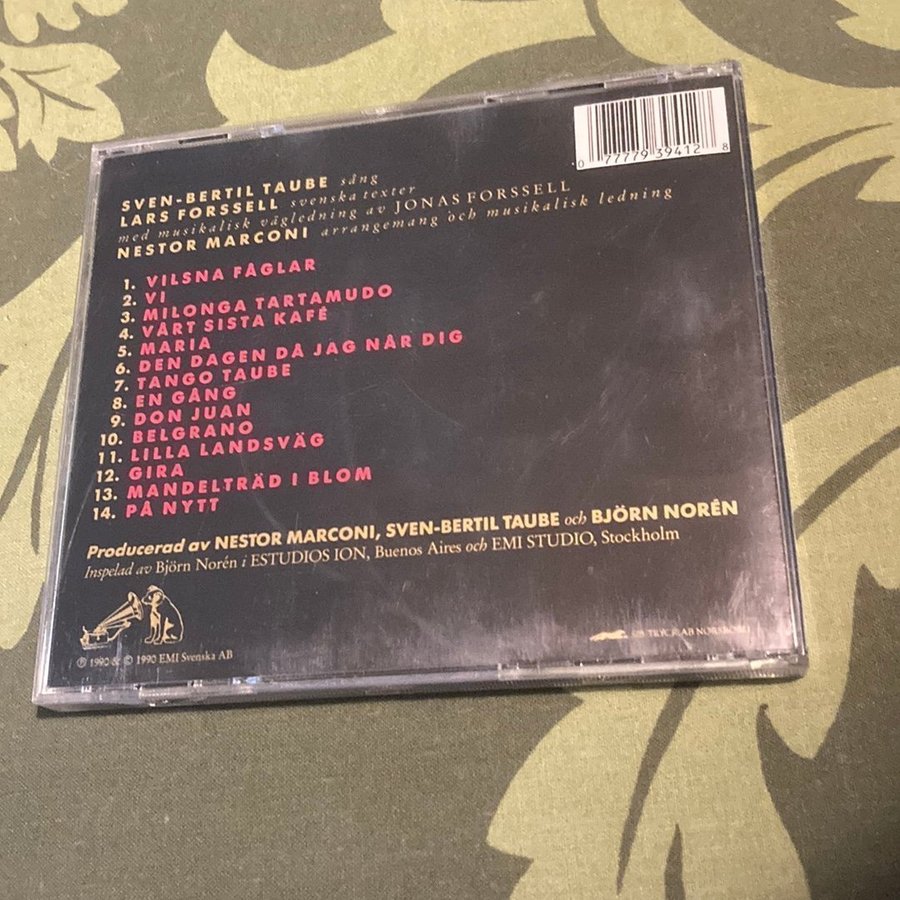 0 77779 39412 8
SVEN-BERTIL TAUBE sång
LARS FORSSELL svenska texter
med musikalisk vägledning av JONAS FORSSELL
NESTOR MARCONI arrangemang och musikalisk ledning
1. VILSNA FÅGLAR
2. VI
3. MILONGA TARTAMUDO
4. VÅRT SISTA KAFÉ
5. MARIA
6. DEN DAGEN DÅ JAG NÅR DIG
7. TANGO TAUBE
8. EN GÅNG
9. DON JUAN
10. BELGRANO
11. LILLA LANDSVÄG
12. GIRA
13. MANDELTRÄD I BLOM
14. PÅ NYTT
Producerad av NESTOR MARCONI, SVEN-BERTIL TAUBE och BJÖRN NORÉN
Inspelad av Björn Norén i ESTUDIOS ION, Buenos Aires och EMI STUDIO, Stockholm
℗ 1990 & © 1990 EMI Svenska AB
TRYCK AB